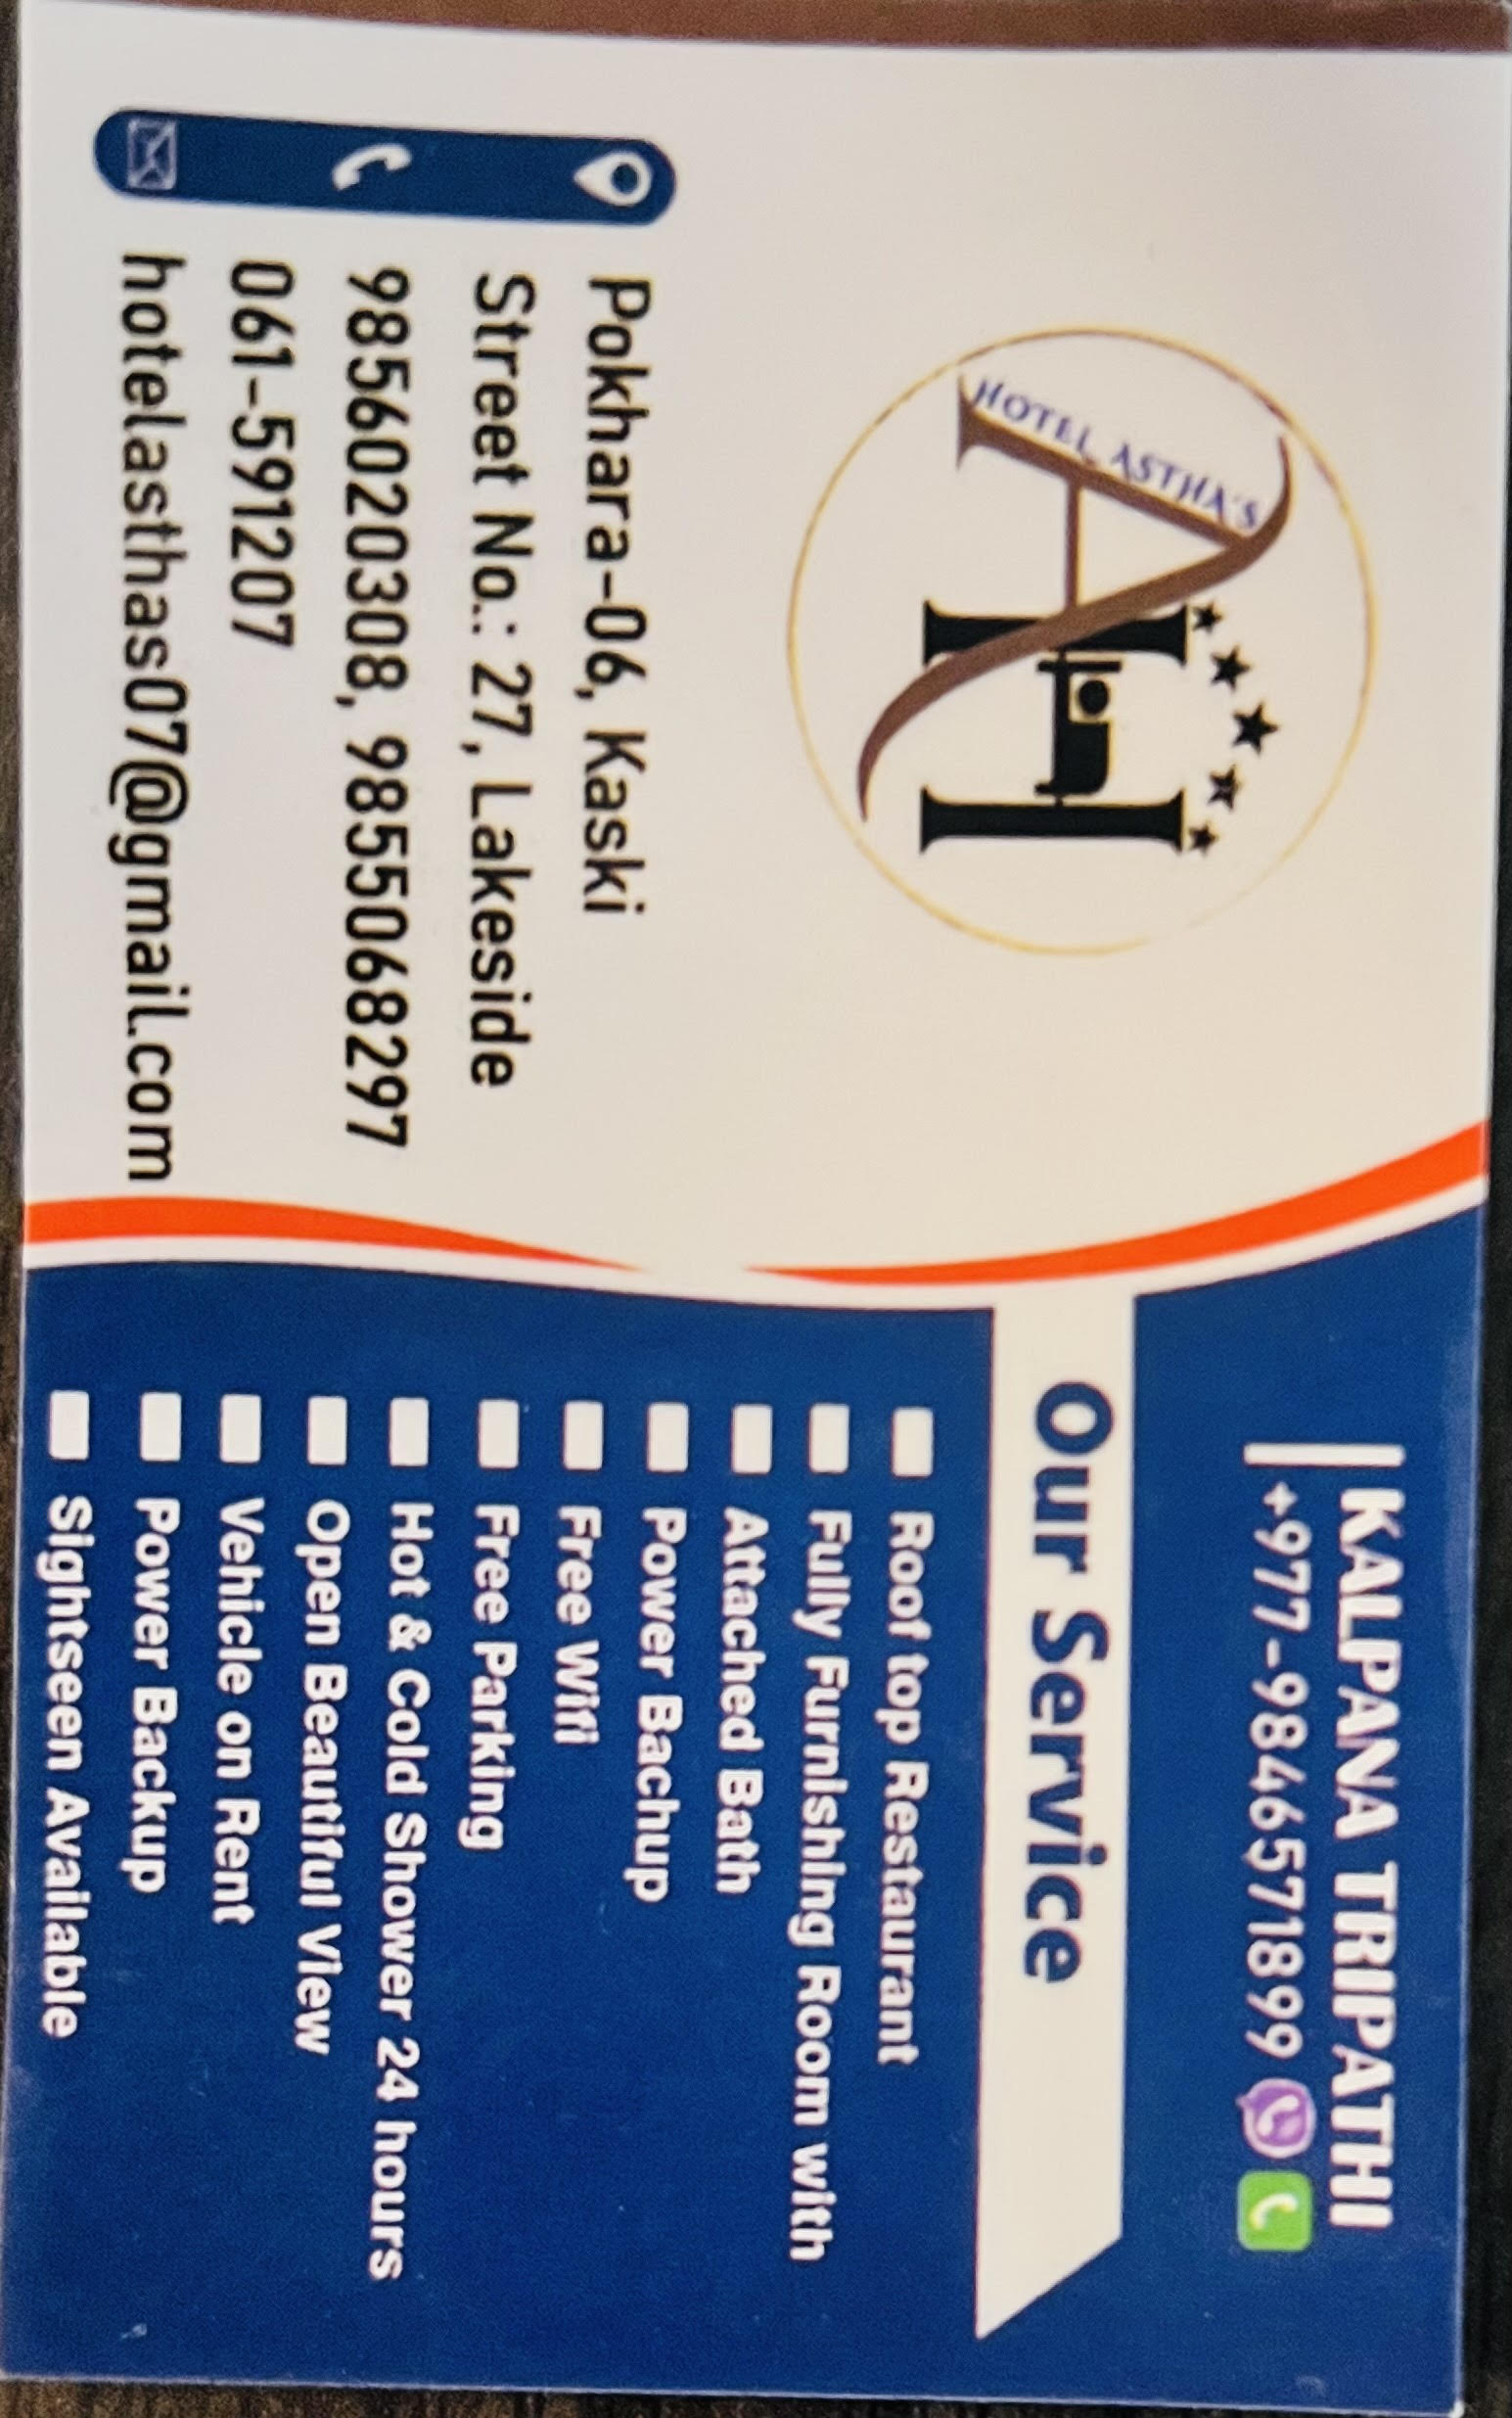 HOTEL ASTHA'S
AH
Pokhara-06, Kaski
Street No.: 27, Lakeside
9856020308, 9855068297
061-591207
hotelasthas07@gmail.com
KALPANA TRIPATHI
+977-9846571899
Our Service
Roof top Restaurant
Fully Furnishing Room with
Attached Bath
Power Bachup
Free Wifi
Free Parking
Hot & Cold Shower 24 hours
Open Beautiful View
Vehicle on Rent
Power Backup
Sightseen Available